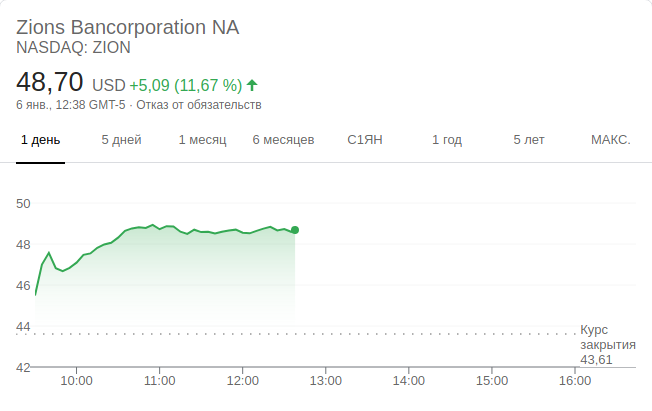 Zions Bancorporation NA
NASDAQ: ZION
48,70 USD +5,09 (11,67 %)
6 янв., 12:38 GMT-5 · Отказ от обязательств
1 день 5 дней 1 месяц 6 месяцев С1ЯН 1 год 5 лет МАКС.
50
48
46
44
Курс
закрытия
43,61
42
10:00 11:00 12:00 13:00 14:00 15:00 16:00